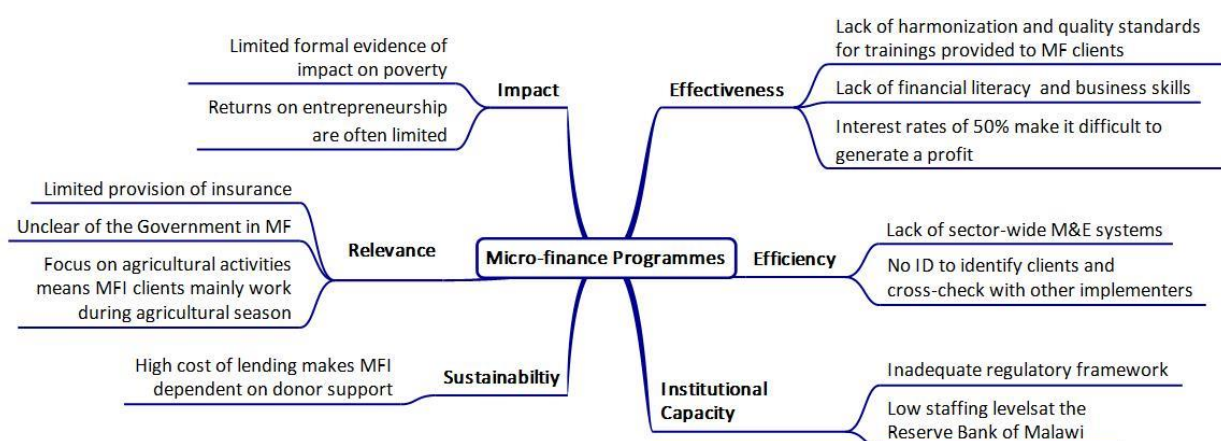 Limited formal evidence of
impact on poverty
Returns on entrepreneurship
are often limited
Impact
Limited provision of insurance
Unclear of the Government in MF
Focus on agricultural activities
means MFI clients mainly work
during agricultural season
Relevance
High cost of lending makes MFI
dependent on donor support
Sustainabiltiy
Micro-finance Programmes
Effectiveness
Lack of harmonization and quality standards
for trainings provided to MF clients
Lack of financial literacy and business skills
Interest rates of 50% make it difficult to
generate a profit
Efficiency
Lack of sector-wide M&E systems
No ID to identify clients and
cross-check with other implementers
Institutional
Capacity
Inadequate regulatory framework
Low staffing levelsat the
Reserve Bank of Malawi